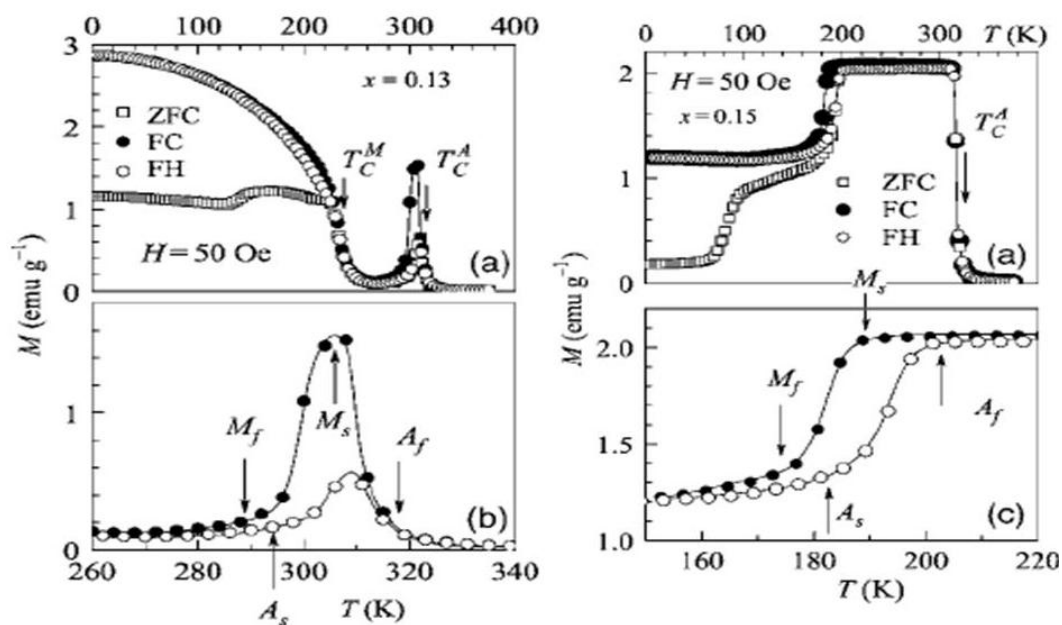 0 100 200 300 400
3
2
1
0
x = 0.13
ZFC
FC
FH
T_C^M
T_C^A
H = 50 Oe
(a)
M (emu g⁻¹)
1
0
M_f
M_s
A_f
(b)
260 280 300 320 340
A_s
T (K)
0 100 200 300 T (K)
2
1
0
H = 50 Oe
x = 0.15
T_C^A
ZFC
FC
FH
(a)
M (emu g⁻¹)
M_s
2.0
1.5
1.0
M_f
A_f
A_s
(c)
160 180 200 220
T (K)